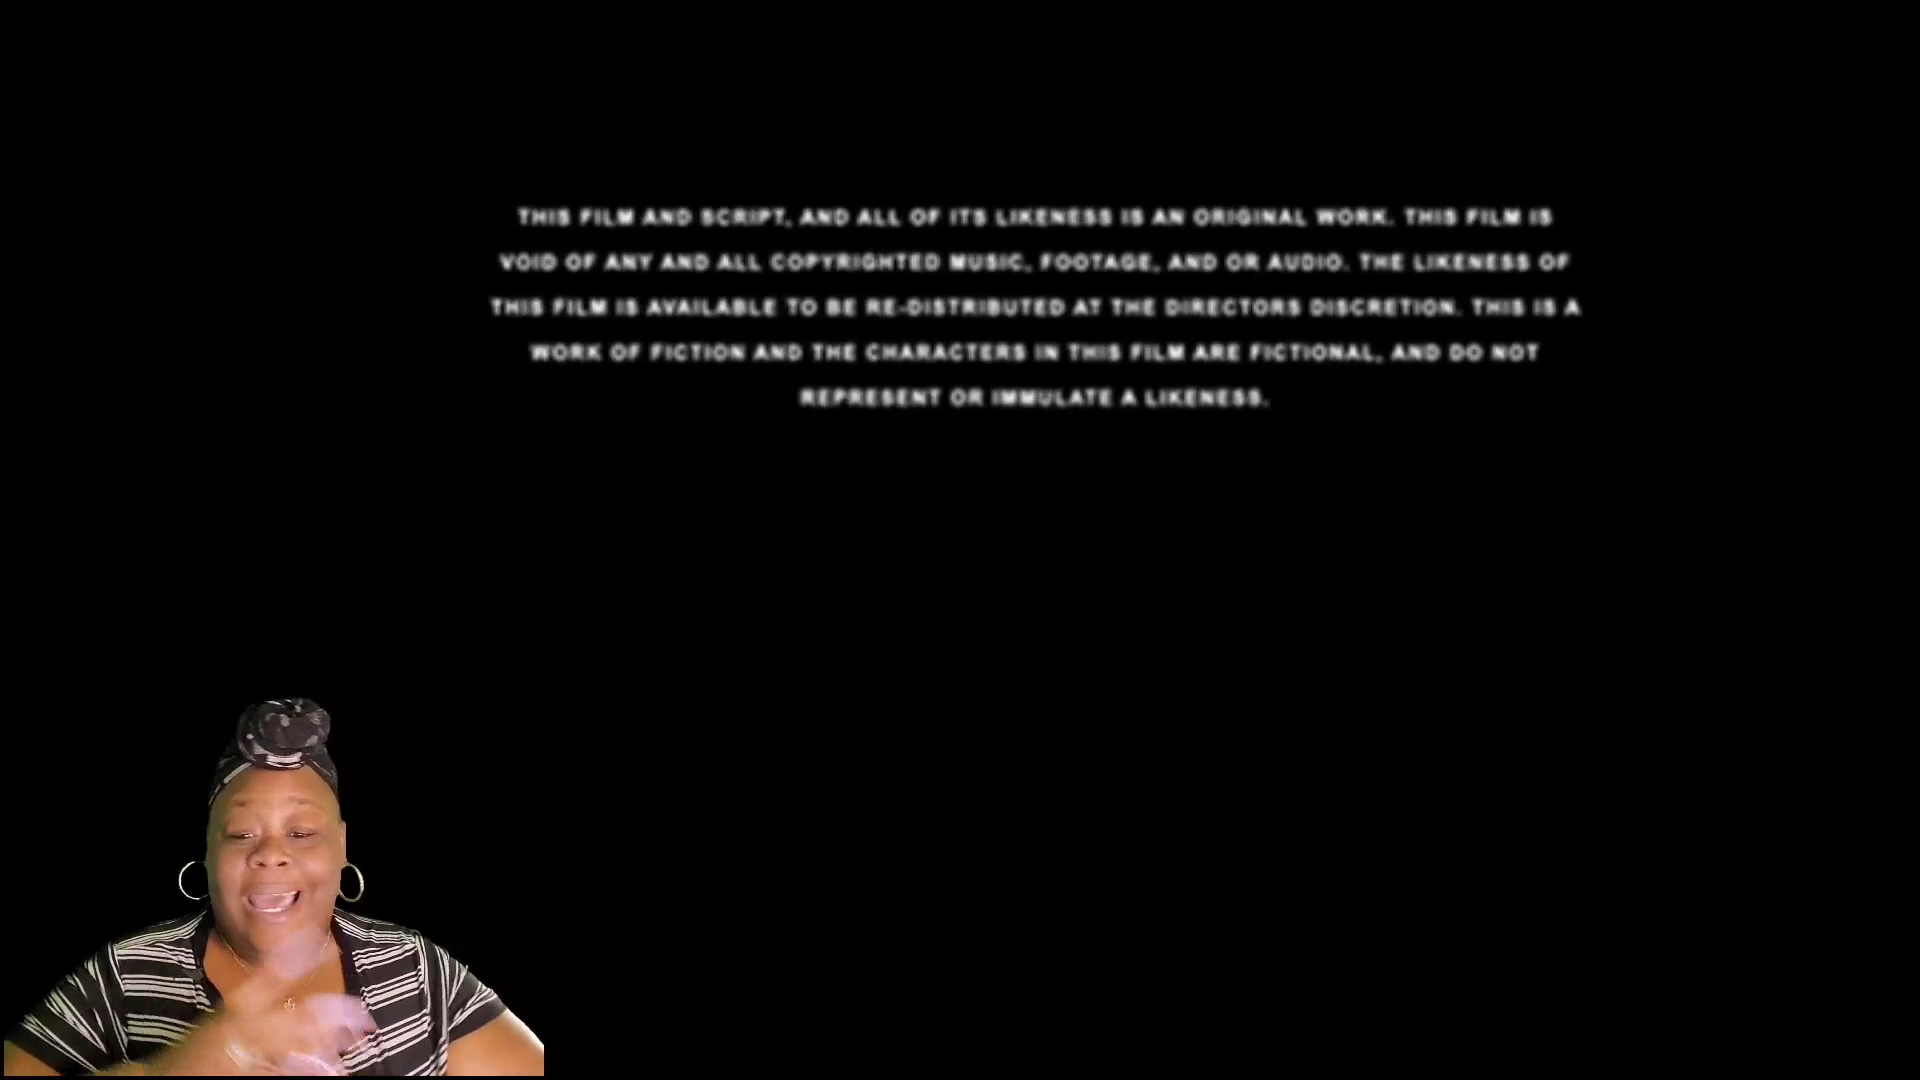 THIS FILM AND SCRIPT, AND ALL OF ITS LIKENESS IS AN ORIGINAL WORK. THIS FILM IS
VOID OF ANY AND ALL COPYRIGHTED MUSIC, FOOTAGE, AND OR AUDIO. THE LIKENESS OF
THIS FILM IS AVAILABLE TO BE RE-DISTRIBUTED AT THE DIRECTORS DISCRETION. THIS IS A
WORK OF FICTION AND THE CHARACTERS IN THIS FILM ARE FICTIONAL, AND DO NOT
REPRESENT OR IMMULATE A LIKENESS.